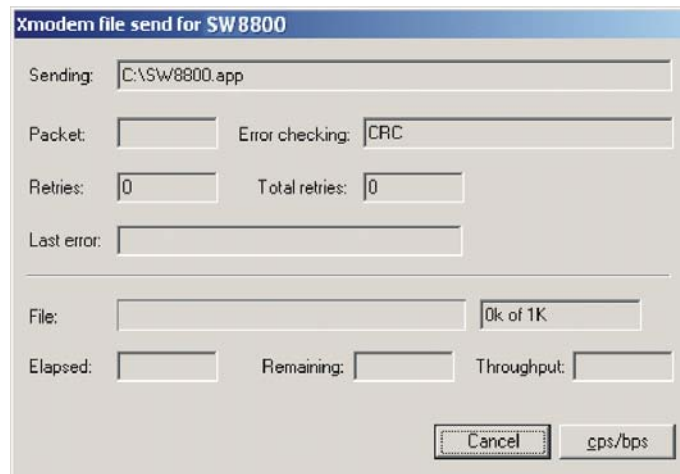 Xmodem file send for SW8800
Sending: C:\SW8800.app
Packet: Error checking: CRC
Retries: 0 Total retries: 0
Last error:
File: 0k of 1K
Elapsed: Remaining: Throughput:
Cancel cps/bps